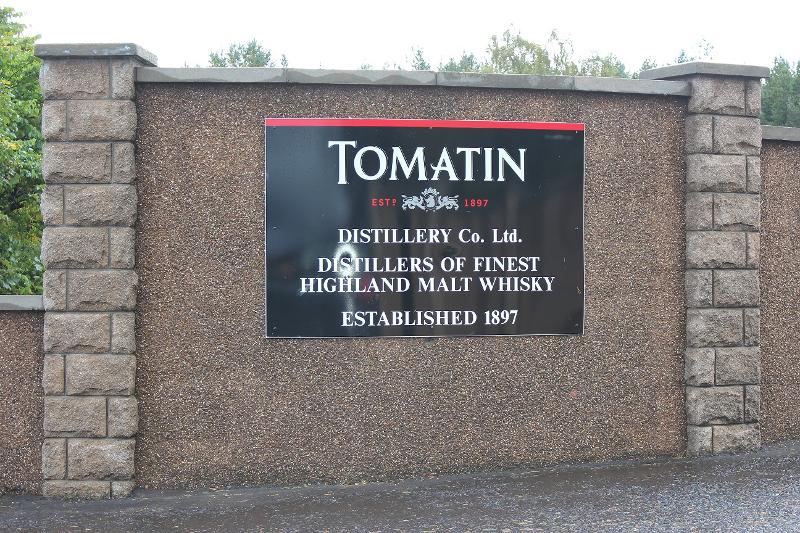 TOMATIN
ESTD 1897
DISTILLERY Co. Ltd.
DISTILLERS OF FINEST
HIGHLAND MALT WHISKY
ESTABLISHED 1897